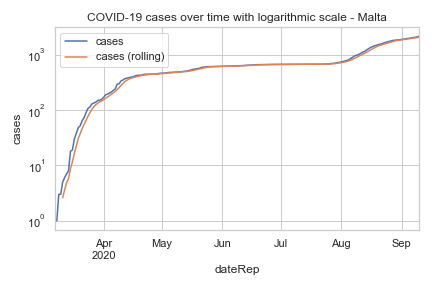 COVID-19 cases over time with logarithmic scale - Malta
cases
cases (rolling)
10³
10²
10¹
10⁰
cases
Apr
2020
May
Jun
Jul
Aug
Sep
dateRep